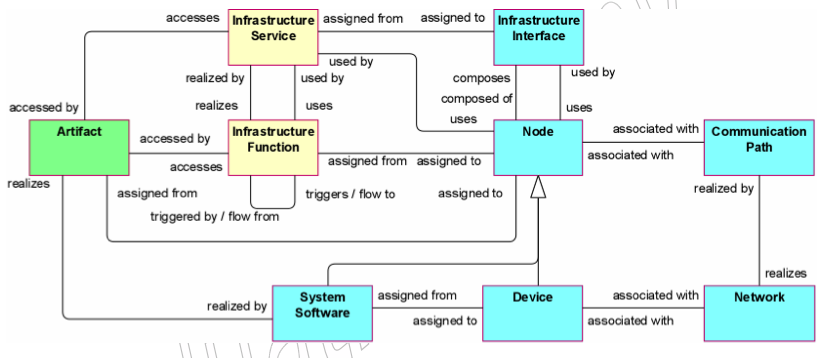 accesses
Infrastructure
Service
assigned from
assigned to
Infrastructure
Interface
realized by
used by
used by
composes
used by
accessed by
realizes
uses
composed of
uses
uses
Artifact
accessed by
accesses
Infrastructure
Function
assigned from
assigned to
Node
associated with
associated with
Communication
Path
realizes
assigned from
triggers / flow to
assigned to
realized by
triggered by / flow from
realizes
realized by
System
Software
assigned from
assigned to
Device
associated with
associated with
Network